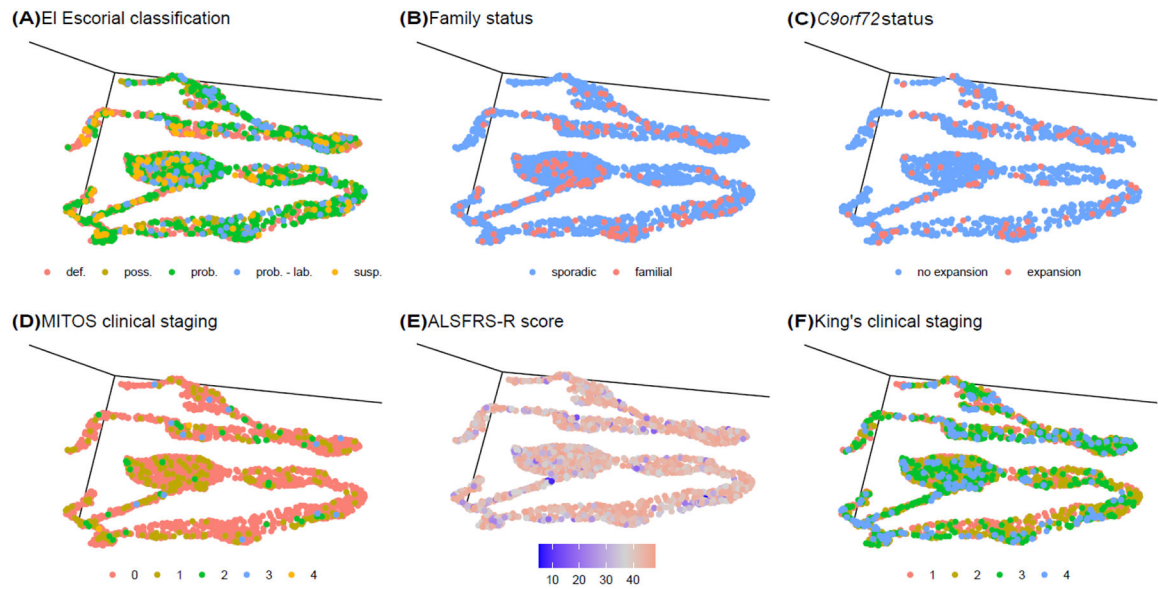 (A)El Escorial classification
(B)Family status
(C)C9orf72 status
def. poss. prob. prob. - lab. susp.
sporadic familial
no expansion expansion
(D)MITOS clinical staging
(E)ALSFRS-R score
(F)King's clinical staging
0 1 2 3 4
10 20 30 40
1 2 3 4